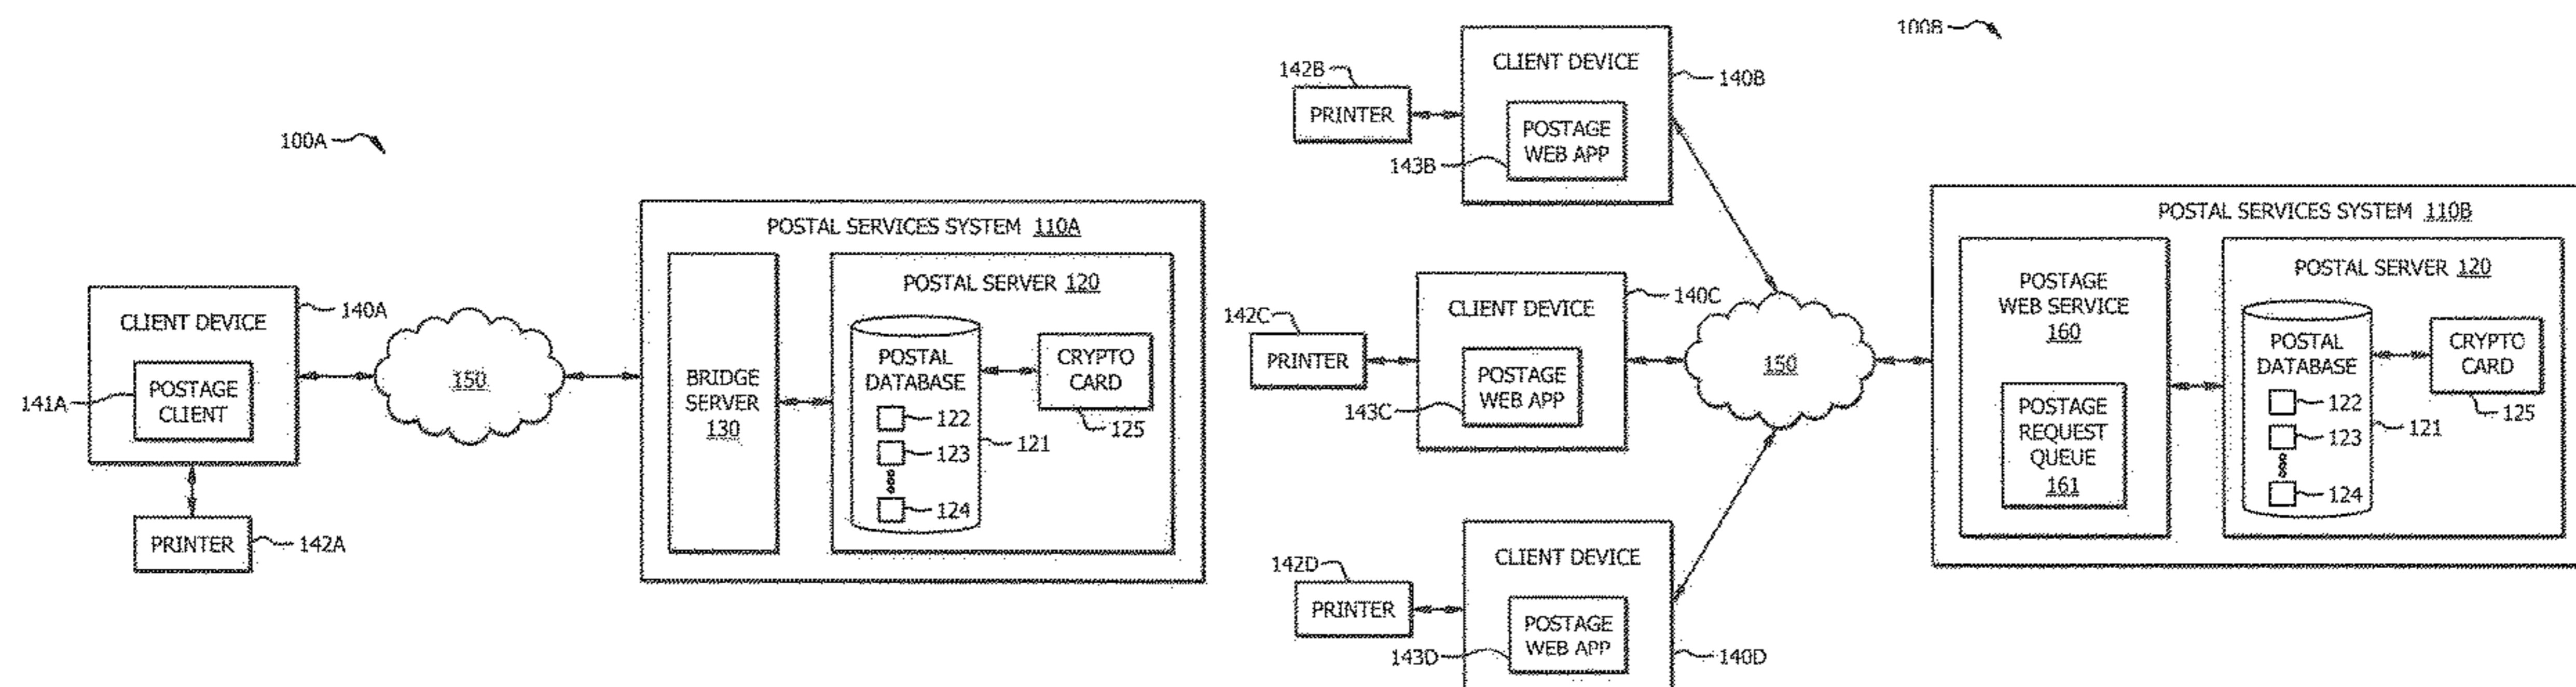 100A
CLIENT DEVICE
140A
POSTAGE
CLIENT
141A
PRINTER
142A
150
POSTAL SERVICES SYSTEM 110A
BRIDGE
SERVER
130
POSTAL SERVER 120
POSTAL
DATABASE
122
123
124
121
CRYPTO
CARD
125
100B
142B
PRINTER
CLIENT DEVICE
140B
POSTAGE
WEB APP
143B
142C
PRINTER
CLIENT DEVICE
140C
POSTAGE
WEB APP
143C
142D
PRINTER
CLIENT DEVICE
POSTAGE
WEB APP
143D
140D
150
POSTAL SERVICES SYSTEM 110B
POSTAGE
WEB SERVICE
160
POSTAGE
REQUEST
QUEUE
161
POSTAL SERVER 120
POSTAL
DATABASE
122
123
124
121
CRYPTO
CARD
125